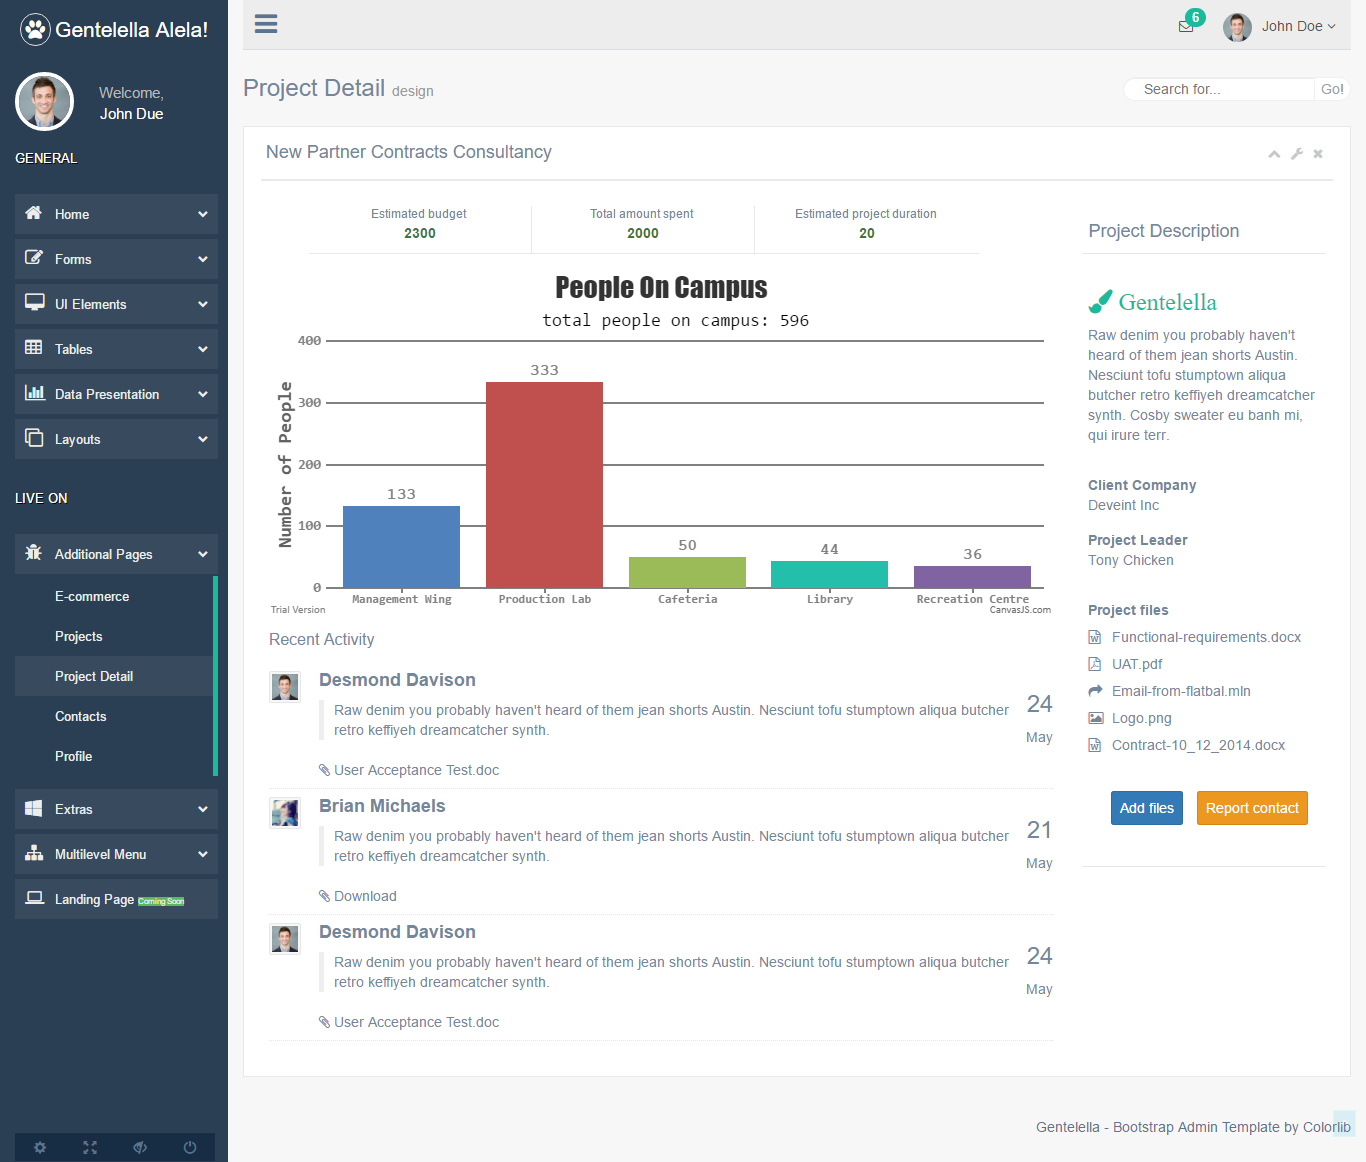 Gentelella Alela!
Welcome,
John Due
GENERAL
Home
Forms
UI Elements
Tables
Data Presentation
Layouts
LIVE ON
Additional Pages
E-commerce
Projects
Project Detail
Contacts
Profile
Extras
Multilevel Menu
Landing Page Coming Soon
6
John Doe
Project Detail design
Search for...
Go!
New Partner Contracts Consultancy
Estimated budget
2300
Total amount spent
2000
Estimated project duration
20
People On Campus
total people on campus: 596
Number of People
400
300
200
100
0
133
333
50
44
36
Management Wing
Production Lab
Cafeteria
Library
Recreation Centre
Trial Version
CanvasJS.com
Recent Activity
Desmond Davison
Raw denim you probably haven't heard of them jean shorts Austin. Nesciunt tofu stumptown aliqua butcher
retro keffiyeh dreamcatcher synth.
User Acceptance Test.doc
24
May
Brian Michaels
Raw denim you probably haven't heard of them jean shorts Austin. Nesciunt tofu stumptown aliqua butcher
retro keffiyeh dreamcatcher synth.
Download
21
May
Desmond Davison
Raw denim you probably haven't heard of them jean shorts Austin. Nesciunt tofu stumptown aliqua butcher
retro keffiyeh dreamcatcher synth.
User Acceptance Test.doc
24
May
Project Description
Gentelella
Raw denim you probably haven't
heard of them jean shorts Austin.
Nesciunt tofu stumptown aliqua
butcher retro keffiyeh dreamcatcher
synth. Cosby sweater eu banh mi,
qui irure terr.
Client Company
Deveint Inc
Project Leader
Tony Chicken
Project files
Functional-requirements.docx
UAT.pdf
Email-from-flatbal.mln
Logo.png
Contract-10_12_2014.docx
Add files
Report contact
Gentelella - Bootstrap Admin Template by Colorlib